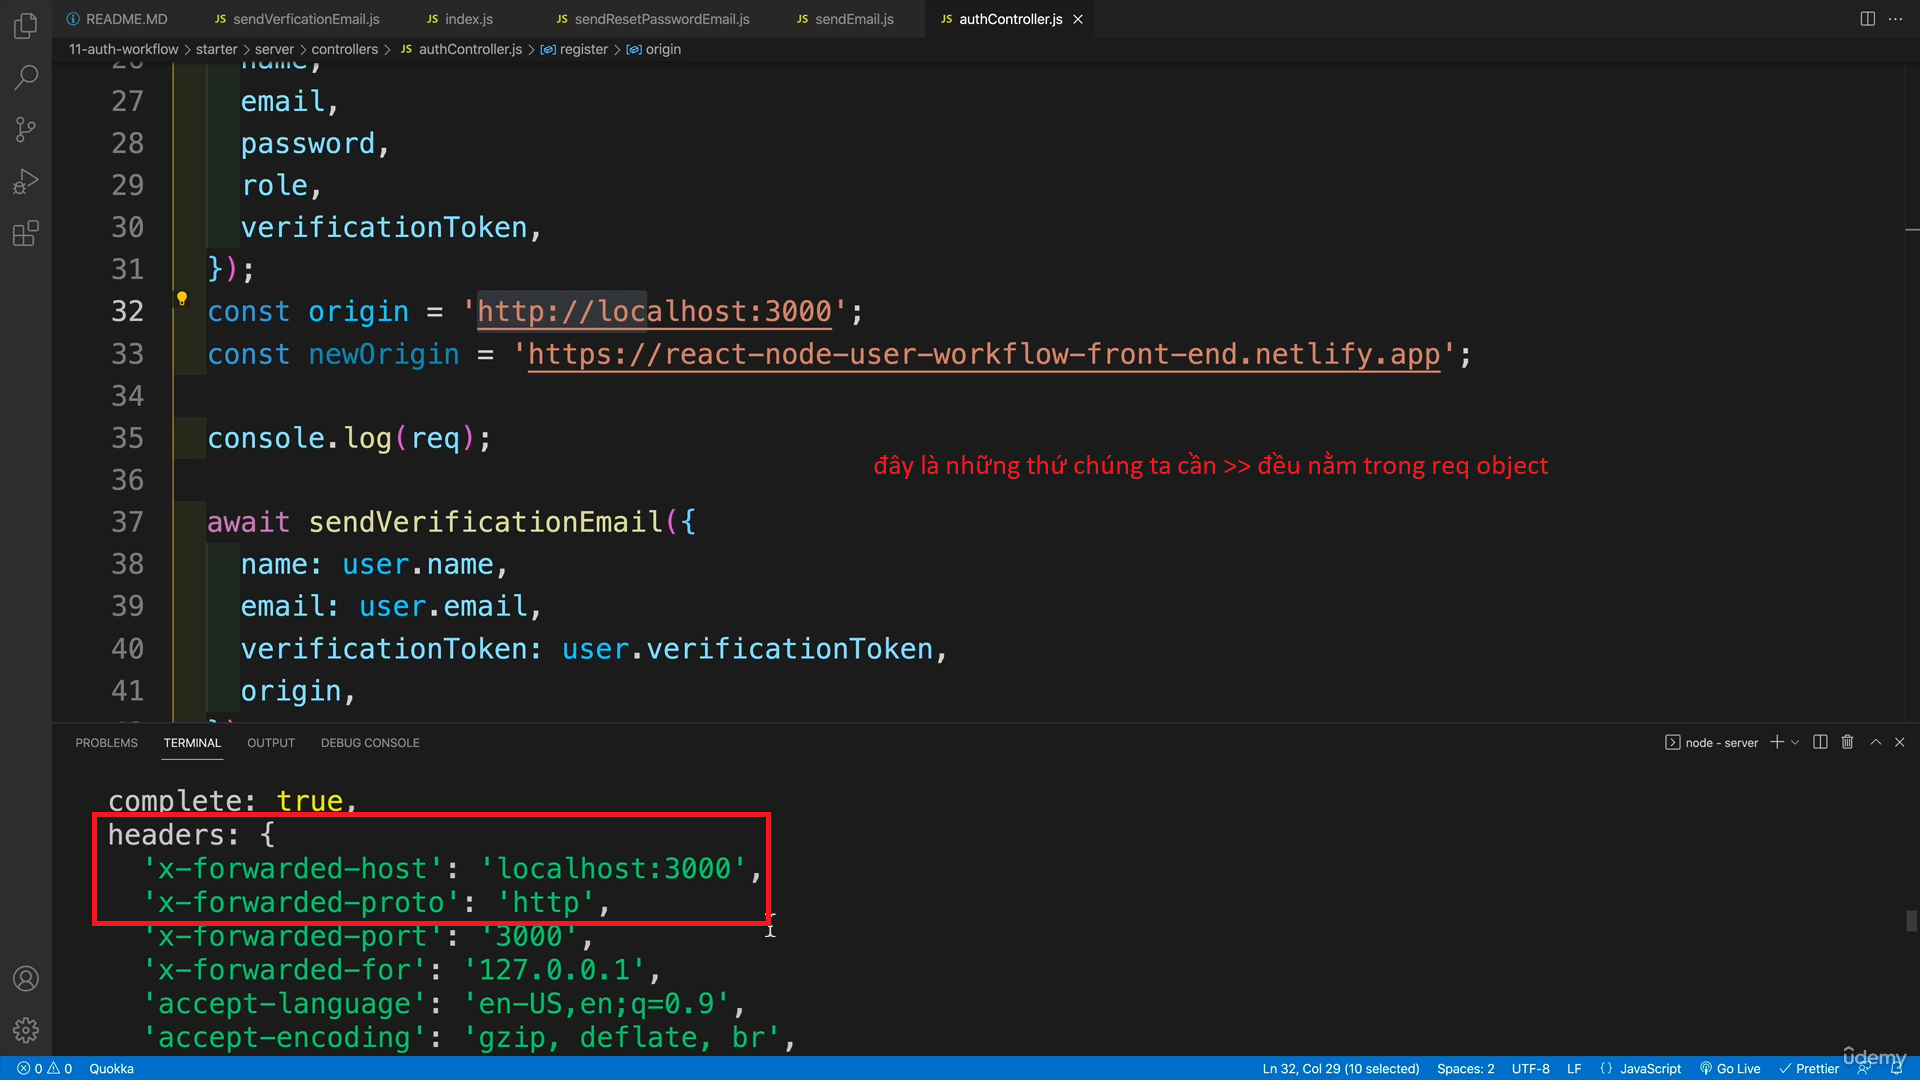 README.MD
JS sendVerficationEmail.js
JS index.js
JS sendResetPasswordEmail.js
JS sendEmail.js
JS authController.js
11-auth-workflow > starter > server > controllers > JS authController.js > register > origin
26 name,
27 email,
28 password,
29 role,
30 verificationToken,
31 });
32 const origin = 'http://localhost:3000';
33 const newOrigin = 'https://react-node-user-workflow-front-end.netlify.app';
34
35 console.log(req);
đây là những thứ chúng ta cần >> đều nằm trong req object
36
37 await sendVerificationEmail({
38 name: user.name,
39 email: user.email,
40 verificationToken: user.verificationToken,
41 origin,
PROBLEMS TERMINAL OUTPUT DEBUG CONSOLE
node - server
complete: true,
headers: {
'x-forwarded-host': 'localhost:3000',
'x-forwarded-proto': 'http',
'x-forwarded-port': '3000',
'x-forwarded-for': '127.0.0.1',
'accept-language': 'en-US,en;q=0.9',
'accept-encoding': 'gzip, deflate, br',
0 0 Quokka
Ln 32, Col 29 (10 selected) Spaces: 2 UTF-8 LF {} JavaScript Go Live Prettier
udemy